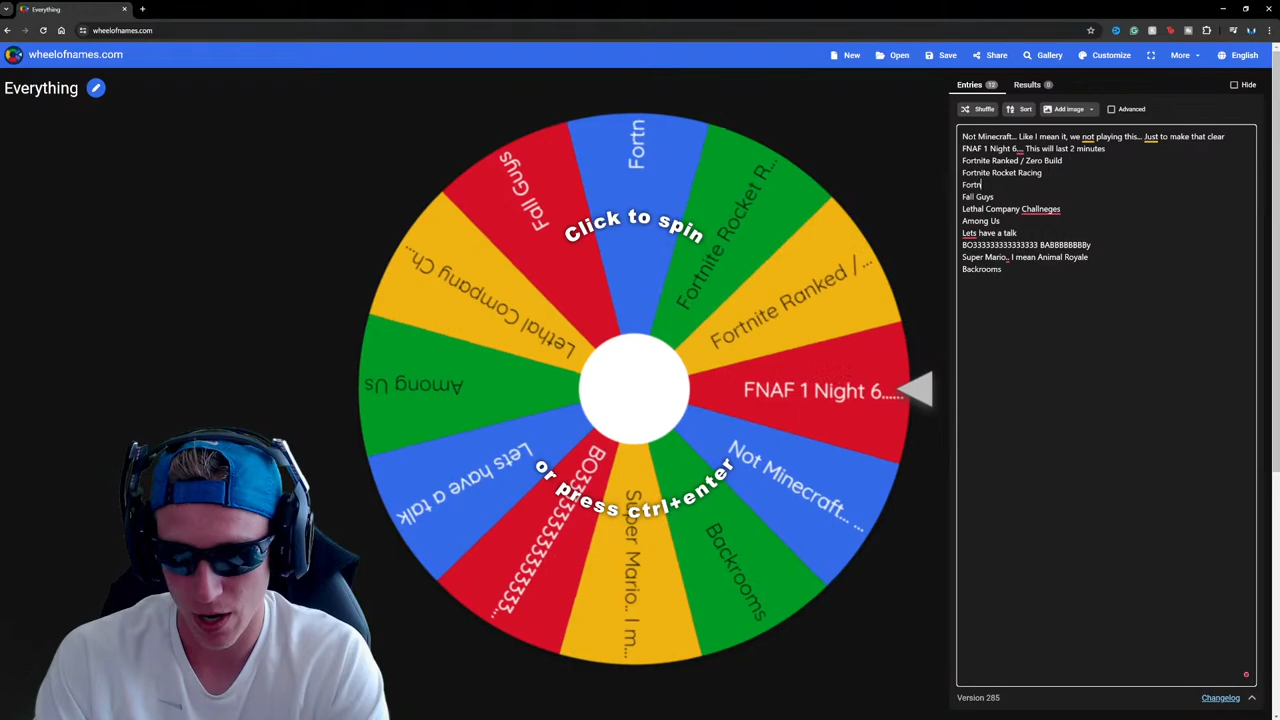 Everything
wheelofnames.com
wheelofnames.com
New
Open
Save
Share
Gallery
Customize
More
English
Everything
Entries 12
Results 0
Hide
Shuffle
Sort
Add image
Advanced
Not Minecraft... Like I mean it, we not playing this... Just to make that clear
FNAF 1 Night 6.... This will last 2 minutes
Fortnite Ranked / Zero Build
Fortnite Rocket Racing
Fortn
Fall Guys
Lethal Company Challneges
Among Us
Lets have a talk
BO33333333333333 BABBBBBBBy
Super Mario.. I mean Animal Royale
Backrooms
Fortn
Fortnite Rocket R...
Fortnite Ranked /...
FNAF 1 Night 6......
Not Minecraft... ...
Backrooms
Super Mario.. I m...
Lets have a talk
Among Us
Lethal Company Ch...
Fall Guys
Click to spin
or press ctrl+enter
Version 285
Changelog